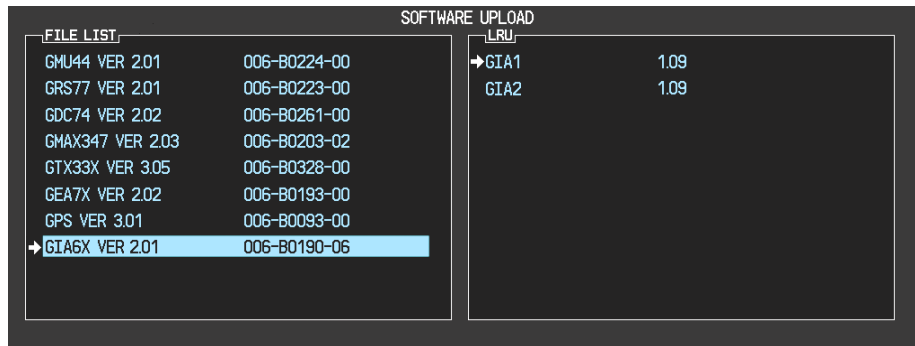 SOFTWARE UPLOAD
FILE LIST
GMU44 VER 2.01 006-B0224-00
GRS77 VER 2.01 006-B0223-00
GDC74 VER 2.02 006-B0261-00
GMAX347 VER 2.03 006-B0203-02
GTX33X VER 3.05 006-B0328-00
GEA7X VER 2.02 006-B0193-00
GPS VER 3.01 006-B0093-00
GIA6X VER 2.01 006-B0190-06
LRU
GIA1 1.09
GIA2 1.09